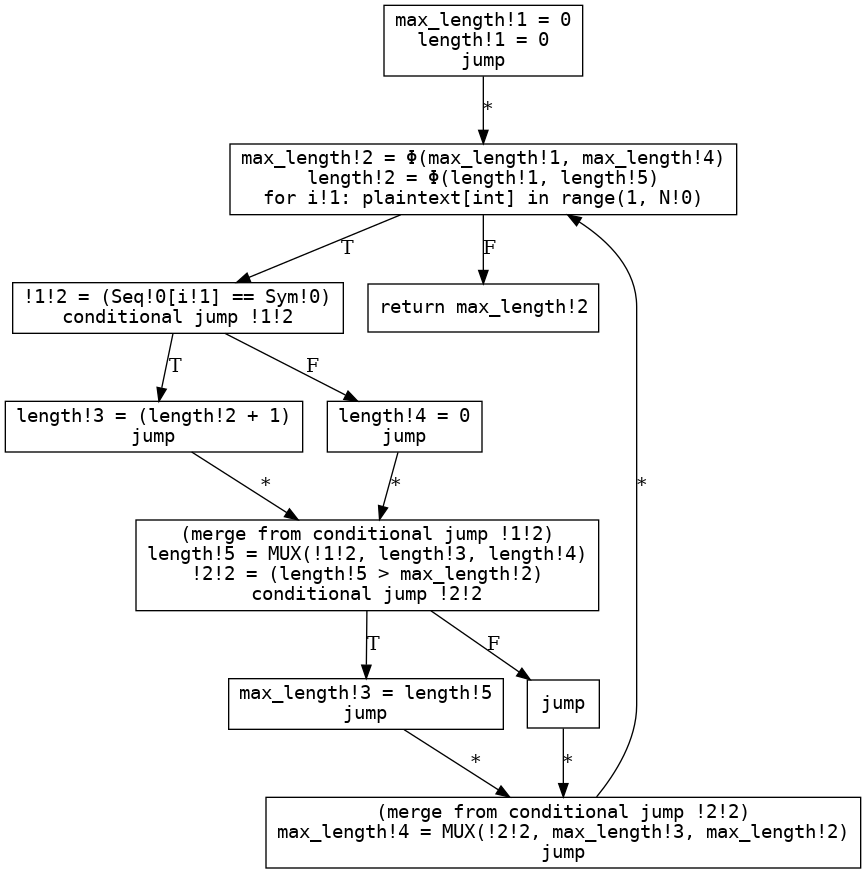 max_length!1 = 0
length!1 = 0
jump
*
max_length!2 = Φ(max_length!1, max_length!4)
length!2 = Φ(length!1, length!5)
for i!1: plaintext[int] in range(1, N!0)
T
F
!1!2 = (Seq!0[i!1] == Sym!0)
conditional jump !1!2
return max_length!2
T
F
length!3 = (length!2 + 1)
jump
length!4 = 0
jump
*
*
*
(merge from conditional jump !1!2)
length!5 = MUX(!1!2, length!3, length!4)
!2!2 = (length!5 > max_length!2)
conditional jump !2!2
T
F
max_length!3 = length!5
jump
jump
*
*
(merge from conditional jump !2!2)
max_length!4 = MUX(!2!2, max_length!3, max_length!2)
jump